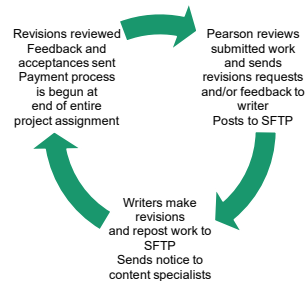 Revisions reviewed
Feedback and
acceptances sent
Payment process
is begun at
end of entire
project assignment
Pearson reviews
submitted work
and sends
revisions requests
and/or feedback to
writer
Posts to SFTP
Writers make
revisions
and repost work to
SFTP
Sends notice to
content specialists